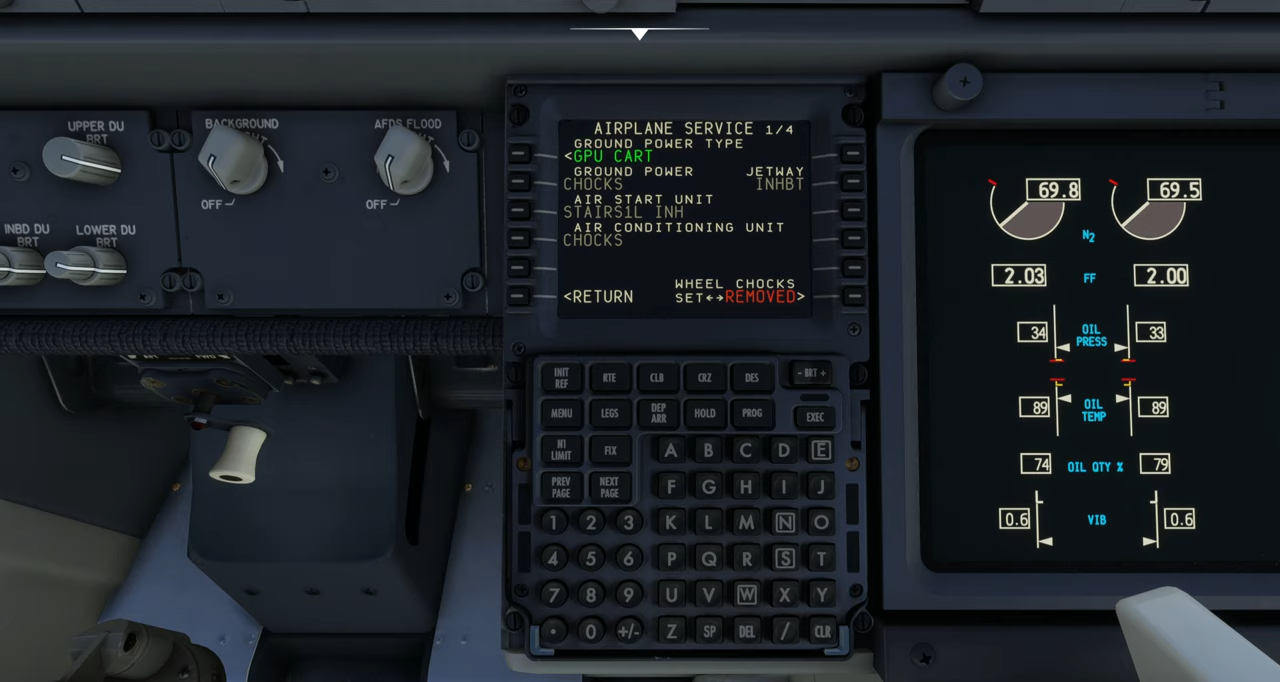 UPPER DU
BRT
BACKGROUND
AFDS FLOOD
OFF
OFF
INBD DU
BRT
LOWER DU
BRT
AIRPLANE SERVICE 1/4
GROUND POWER TYPE
<GPU CART
GROUND POWER JETWAY
CHOCKS INHBT
AIR START UNIT
STAIRS1L INH
AIR CONDITIONING UNIT
CHOCKS
WHEEL CHOCKS
<RETURN SET↔REMOVED>
INIT REF
RTE
CLB
CRZ
DES
- BRT +
MENU
LEGS
DEP ARR
HOLD
PROG
EXEC
N1 LIMIT
FIX
A B C D E
PREV PAGE
NEXT PAGE
F G H I J
1 2 3 K L M N O
4 5 6 P Q R S T
7 8 9 U V W X Y
. 0 +/- Z SP DEL / CLR
69.8 69.5
N2
2.03 FF 2.00
34 OIL PRESS 33
89 OIL TEMP 89
74 OIL QTY % 79
0.6 VIB 0.6